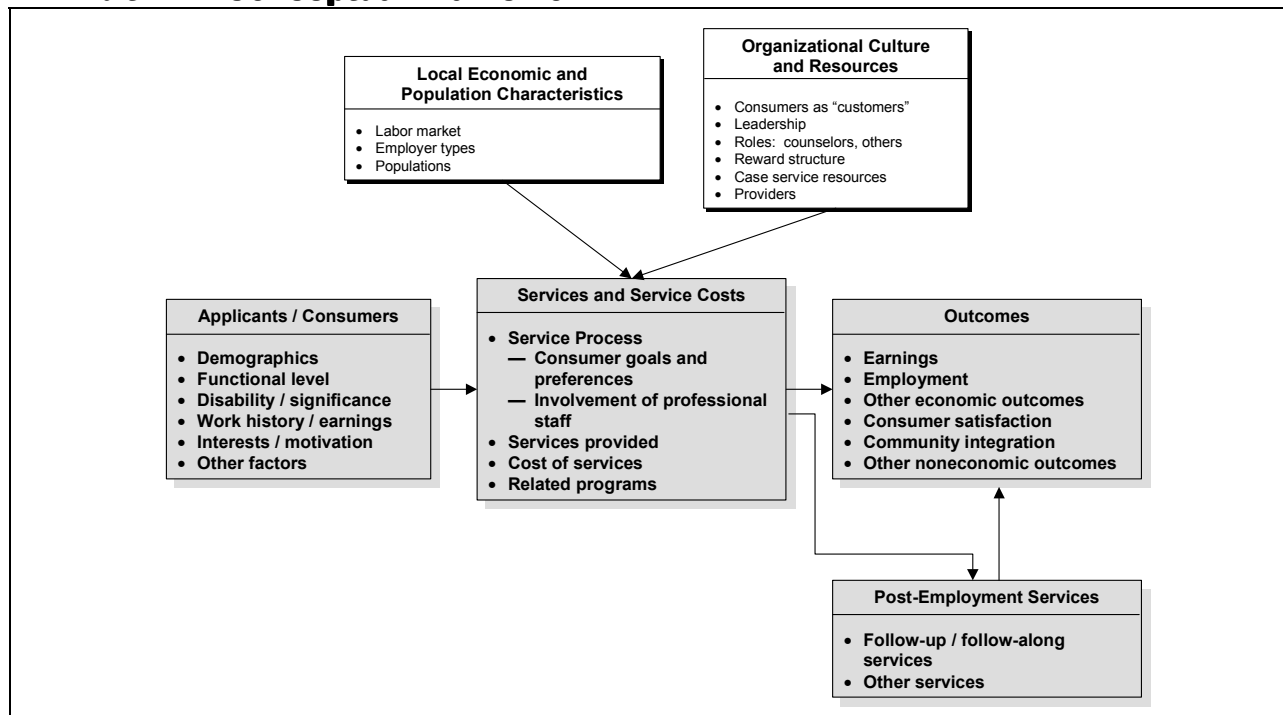 Local Economic and
Population Characteristics
• Labor market
• Employer types
• Populations
Organizational Culture
and Resources
• Consumers as “customers”
• Leadership
• Roles: counselors, others
• Reward structure
• Case service resources
• Providers
Applicants / Consumers
• Demographics
• Functional level
• Disability / significance
• Work history / earnings
• Interests / motivation
• Other factors
Services and Service Costs
• Service Process
— Consumer goals and
preferences
— Involvement of professional
staff
• Services provided
• Cost of services
• Related programs
Outcomes
• Earnings
• Employment
• Other economic outcomes
• Consumer satisfaction
• Community integration
• Other noneconomic outcomes
Post-Employment Services
• Follow-up / follow-along
services
• Other services